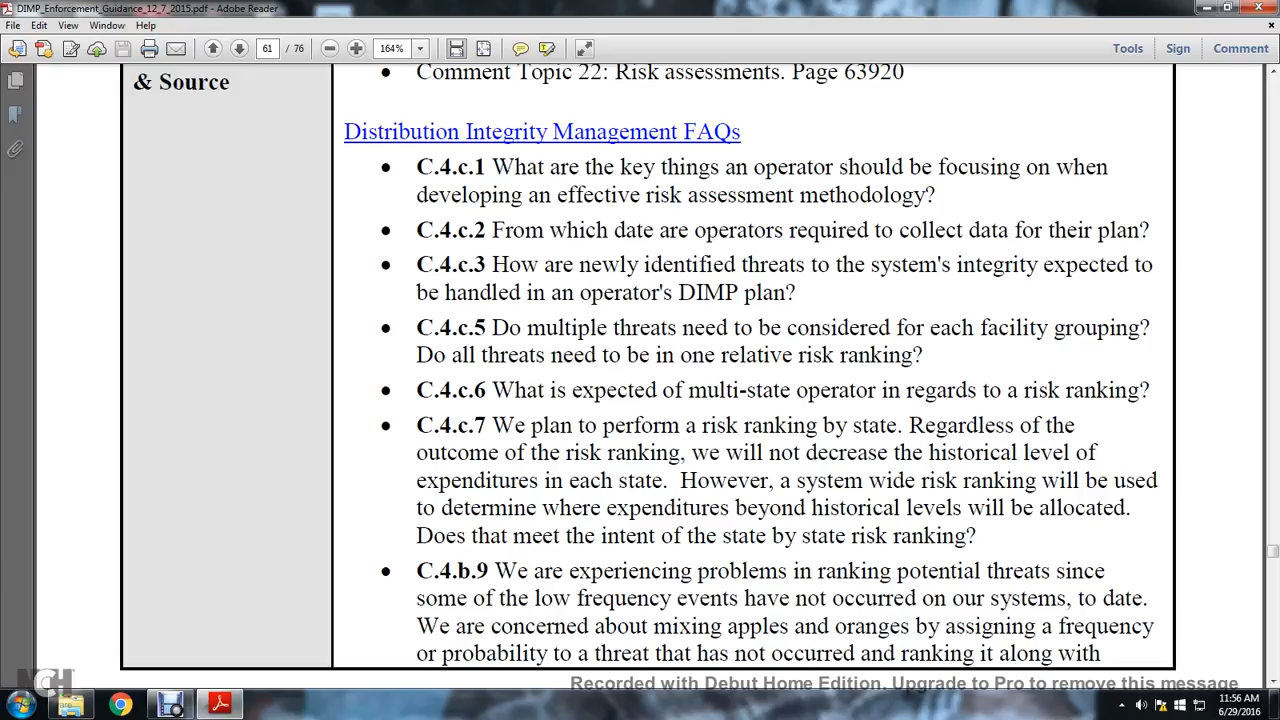 DIMP_Enforcement_Guidance_12_7_2015.pdf - Adobe Reader
File Edit View Window Help
61 / 76 164% Tools Sign Comment
& Source
• Comment Topic 22: Risk assessments. Page 63920
Distribution Integrity Management FAQs
• C.4.c.1 What are the key things an operator should be focusing on when
developing an effective risk assessment methodology?
• C.4.c.2 From which date are operators required to collect data for their plan?
• C.4.c.3 How are newly identified threats to the system's integrity expected to
be handled in an operator's DIMP plan?
• C.4.c.5 Do multiple threats need to be considered for each facility grouping?
Do all threats need to be in one relative risk ranking?
• C.4.c.6 What is expected of multi-state operator in regards to a risk ranking?
• C.4.c.7 We plan to perform a risk ranking by state. Regardless of the
outcome of the risk ranking, we will not decrease the historical level of
expenditures in each state. However, a system wide risk ranking will be used
to determine where expenditures beyond historical levels will be allocated.
Does that meet the intent of the state by state risk ranking?
• C.4.b.9 We are experiencing problems in ranking potential threats since
some of the low frequency events have not occurred on our systems, to date.
We are concerned about mixing apples and oranges by assigning a frequency
or probability to a threat that has not occurred and ranking it along with
Recorded with Debut Home Edition. Upgrade to Pro to remove this message
NCH
11:56 AM
6/29/2016